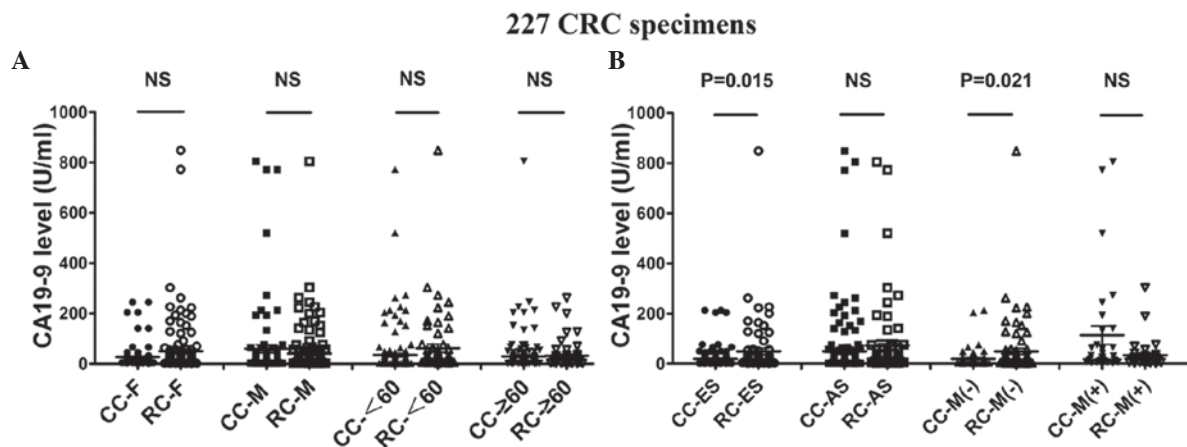 227 CRC specimens
A
NS NS NS NS
CA19-9 level (U/ml)
1000
800
600
400
200
0
CC-F RC-F CC-M RC-M CC-<60 RC-<60 CC-≥60 RC-≥60
B
P=0.015 NS P=0.021 NS
CA19-9 level (U/ml)
1000
800
600
400
200
0
CC-ES RC-ES CC-AS RC-AS CC-M(-) RC-M(-) CC-M(+) RC-M(+)